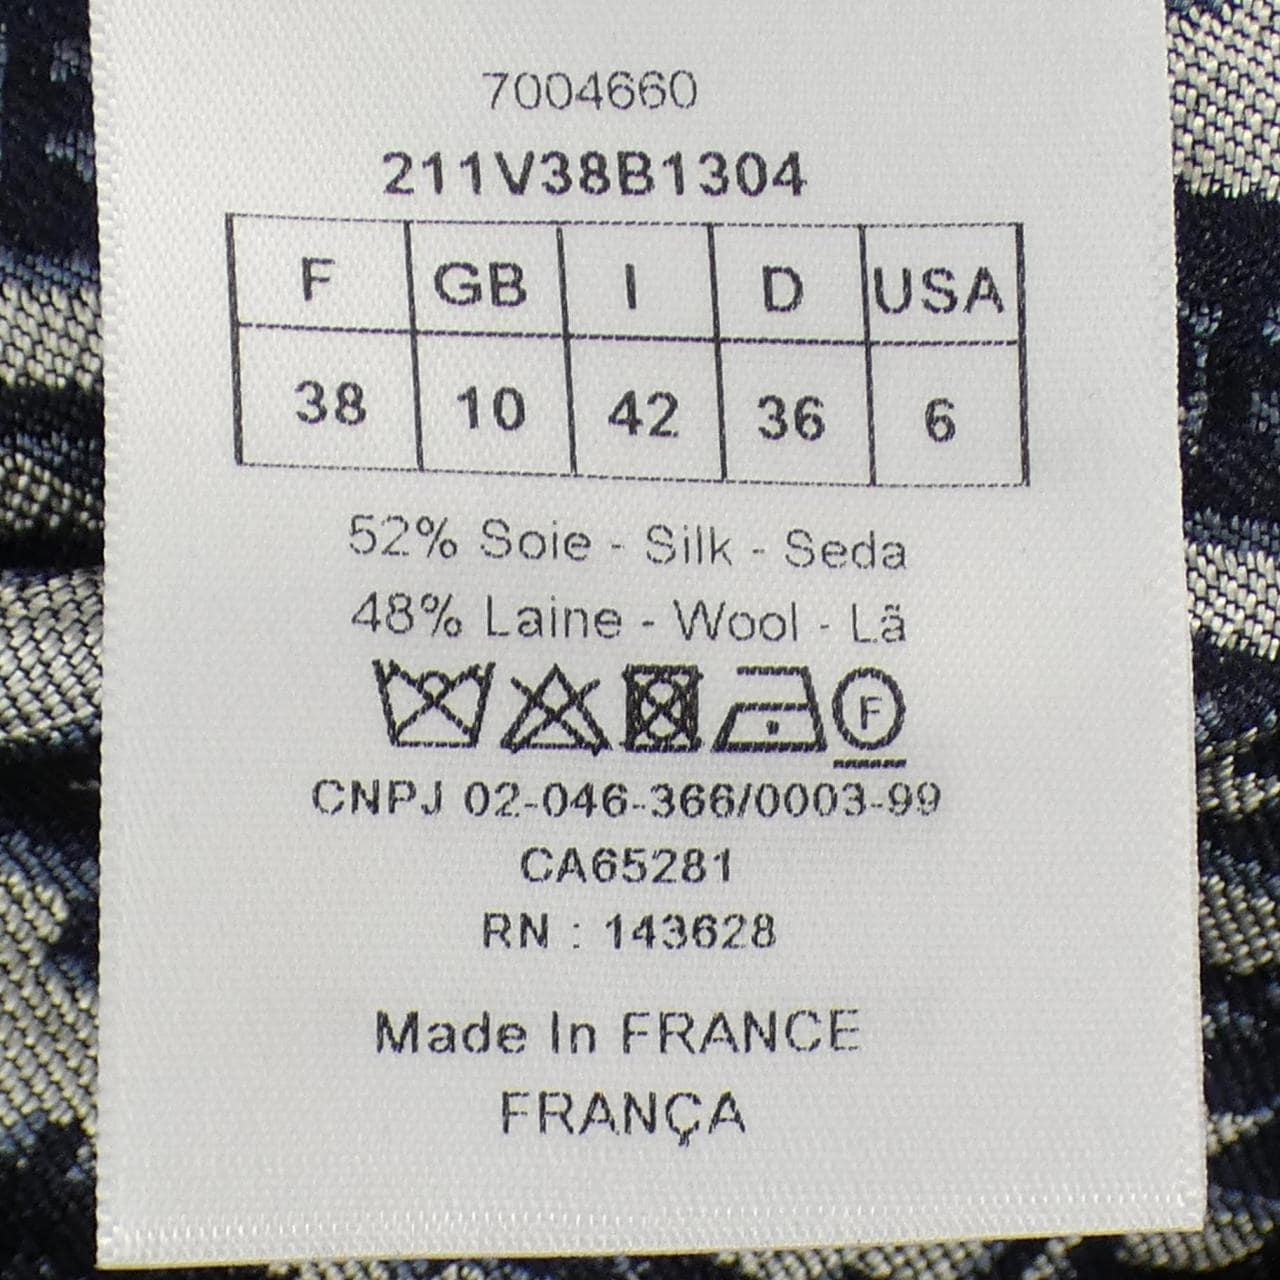 7004660
211V38B1304
F GB I D USA
38 10 42 36 6
52% Soie - Silk - Seda
48% Laine - Wool - Lã
F
CNPJ 02-046-366/0003-99
CA65281
RN : 143628
Made In FRANCE
FRANÇA